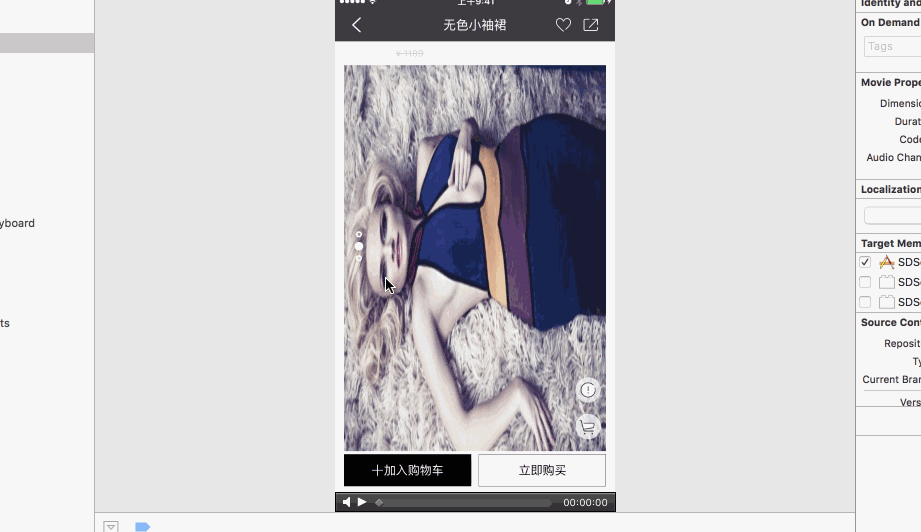 上午9:41
无色小袖裙
¥ 1180
十加入购物车
立即购买
00:00:00
yboard
ts
Identity and
On Demand
Tags
Movie Prope
Dimensi
Durat
Code
Audio Chan
Localization
Target Mem
SDS
SDS
SDS
Source Cont
Reposit
Ty
Current Bran
Vers